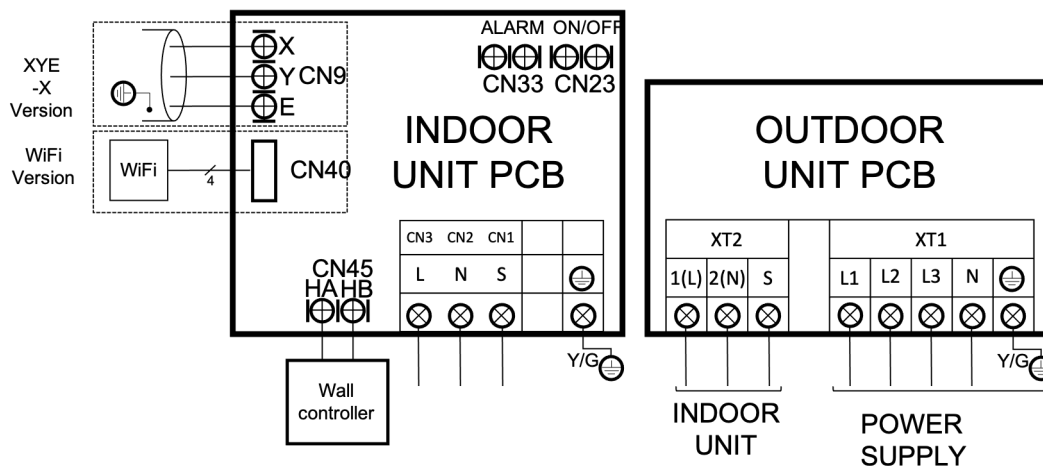 XYE
-X
Version
X
Y CN9
E
ALARM ON/OFF
CN33 CN23
WiFi
Version
WiFi
4
CN40
INDOOR
UNIT PCB
CN3 CN2 CN1
L N S
CN45
HA HB
Wall
controller
Y/G
OUTDOOR
UNIT PCB
XT2 XT1
1(L) 2(N) S L1 L2 L3 N
Y/G
INDOOR
UNIT
POWER
SUPPLY